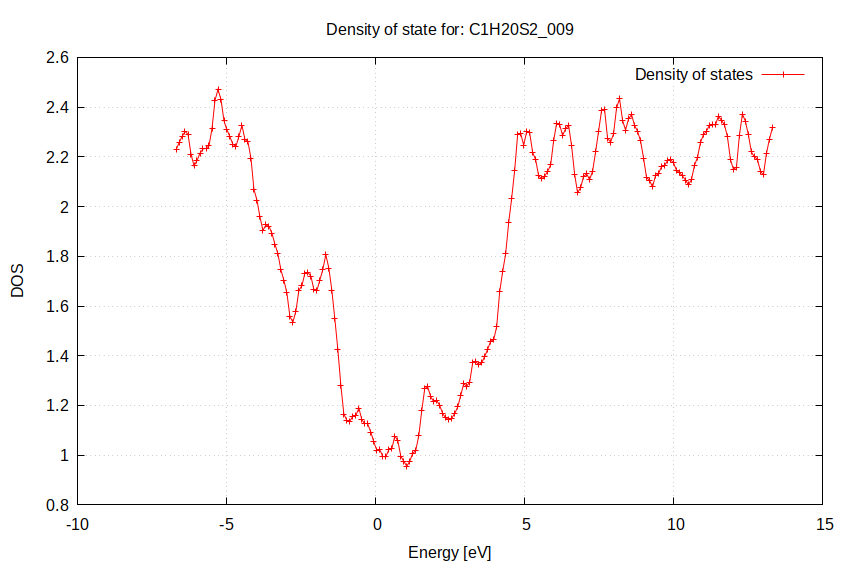 Density of state for: C1H20S2_009
Density of states
2.6
2.4
2.2
2
1.8
1.6
1.4
1.2
1
0.8
DOS
-10 -5 0 5 10 15
Energy [eV]